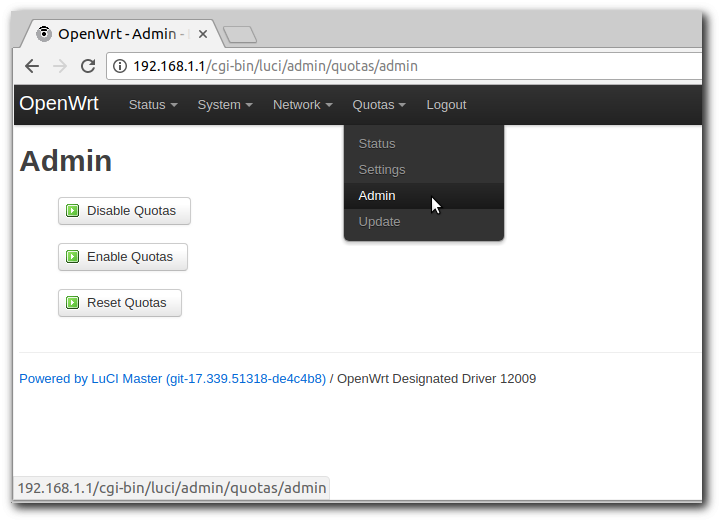 OpenWrt - Admin -
192.168.1.1/cgi-bin/luci/admin/quotas/admin
OpenWrt Status System Network Quotas Logout
Status
Settings
Admin
Update
Admin
Disable Quotas
Enable Quotas
Reset Quotas
Powered by LuCI Master (git-17.339.51318-de4c4b8) / OpenWrt Designated Driver 12009
192.168.1.1/cgi-bin/luci/admin/quotas/admin